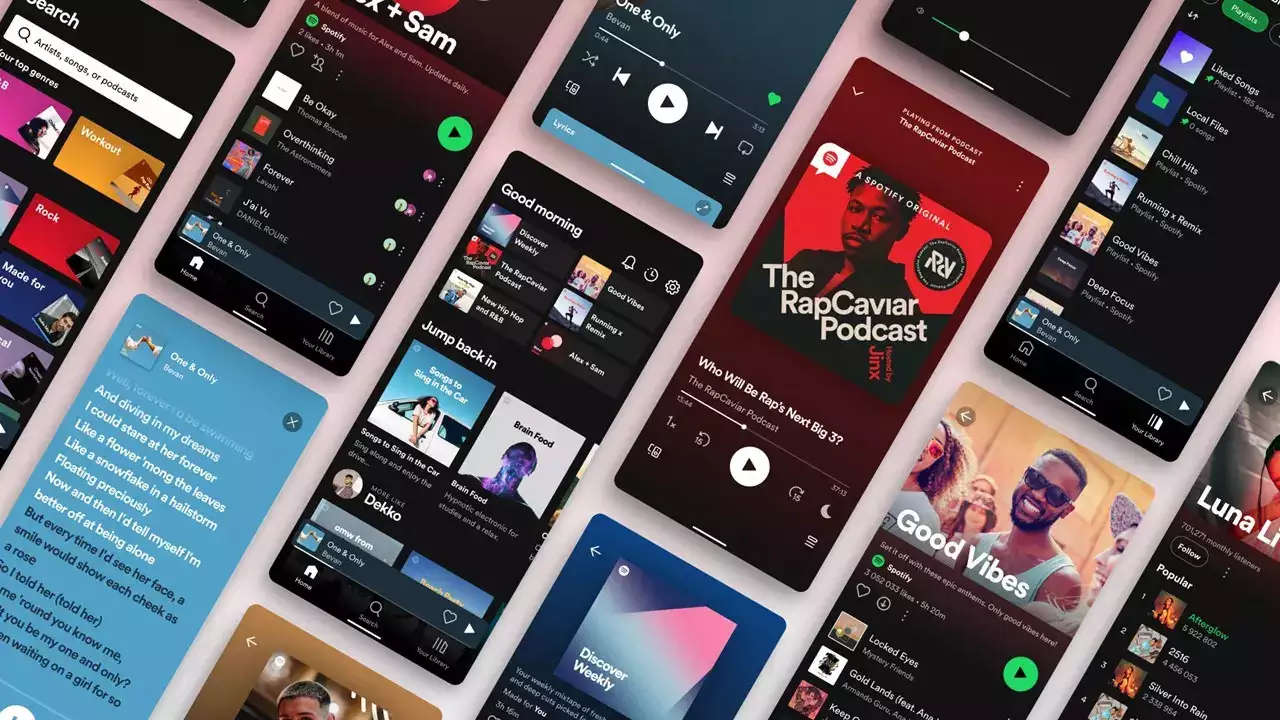 Search
Artists, songs, or podcasts
Your top genres
Workout
Rock
Made for
You
+ Sam
A blend of music for Alex and Sam. Updates daily.
Spotify
2 likes • 3h 1m
Be Okay
Thomas Roscoe
Overthinking
The Astronomers
Forever
Lavahi
J'ai Vu
DANIEL ROURE
One & Only
Bevan
Home
Search
Your Library
One & Only
Bevan
0:44
3:13
Lyrics
PLAYING FROM PODCAST
The RapCaviar Podcast
A SPOTIFY ORIGINAL
The
RapCaviar
Podcast
Hosted by
Jinx
Who Will Be Rap's Next Big 3?
The RapCaviar Podcast
13:44
37:13
1x
15
15
Playlists
Liked Songs
Playlist • 185 songs
Local Files
0 songs
Chill Hits
Playlist • Spotify
Running x Remix
Playlist • Spotify
Good Vibes
Playlist • Spotify
Deep Focus
Playlist • Spotify
One & Only
Bevan
Home
Search
Your Library
One & Only
Bevan
Well, forever I'd be swimming
And diving in my dreams
I could stare at her forever
Like a flower 'mong the leaves
Like a snowflake in a hailstorm
Floating preciously
Now and then I'd tell myself I'm
better off at being alone
But every time I'd see her face, a
smile would show each cheek as
a rose
So I told her (told her)
me 'round you know me,
you be my one and only?
waiting on a girl for so
Good morning
Discover
Weekly
Good Vibes
The RapCaviar
Podcast
Running x
Remix
New Hip Hop
and R&B
Alex + Sam
Jump back in
Songs to
Sing in the Car
Songs to Sing in the Car
Sing along and enjoy the
drive...
Brain Food
Brain Food
Hypnotic electronic for
studies and a relax.
MORE LIKE
Dekko
omw from
Beach Party
One & Only
Bevan
Home
Search
Your Library
Discover
Weekly
Your weekly mixtape of fresh
and deep cuts picked
Made for You
3h 16m
Good Vibes
Set it off with these epic anthems. Only good vibes here!
Spotify
3 052 033 likes • 5h 20m
Locked Eyes
Mystery Friends
Gold Lands (feat. Ana
Armando Guru, Ana
Keep
Luna
701,271 monthly listeners
Follow
Popular
1
Afterglow
5 922 802
2
2516
4 456 053
3
Silver Into
2 338 954
4